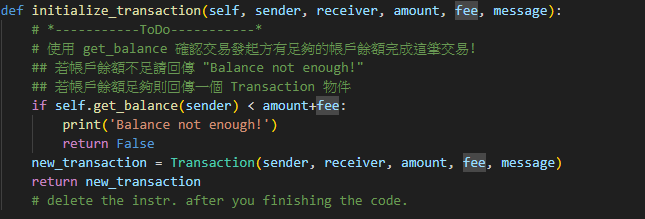 def initialize_transaction(self, sender, receiver, amount, fee, message):
# *-----------ToDo-----------*
# 使用 get_balance 確認交易發起方有足夠的帳戶餘額完成這筆交易!
## 若帳戶餘額不足請回傳 "Balance not enough!"
## 若帳戶餘額足夠則回傳一個 Transaction 物件
if self.get_balance(sender) < amount+fee:
print('Balance not enough!')
return False
new_transaction = Transaction(sender, receiver, amount, fee, message)
return new_transaction
# delete the instr. after you finishing the code.